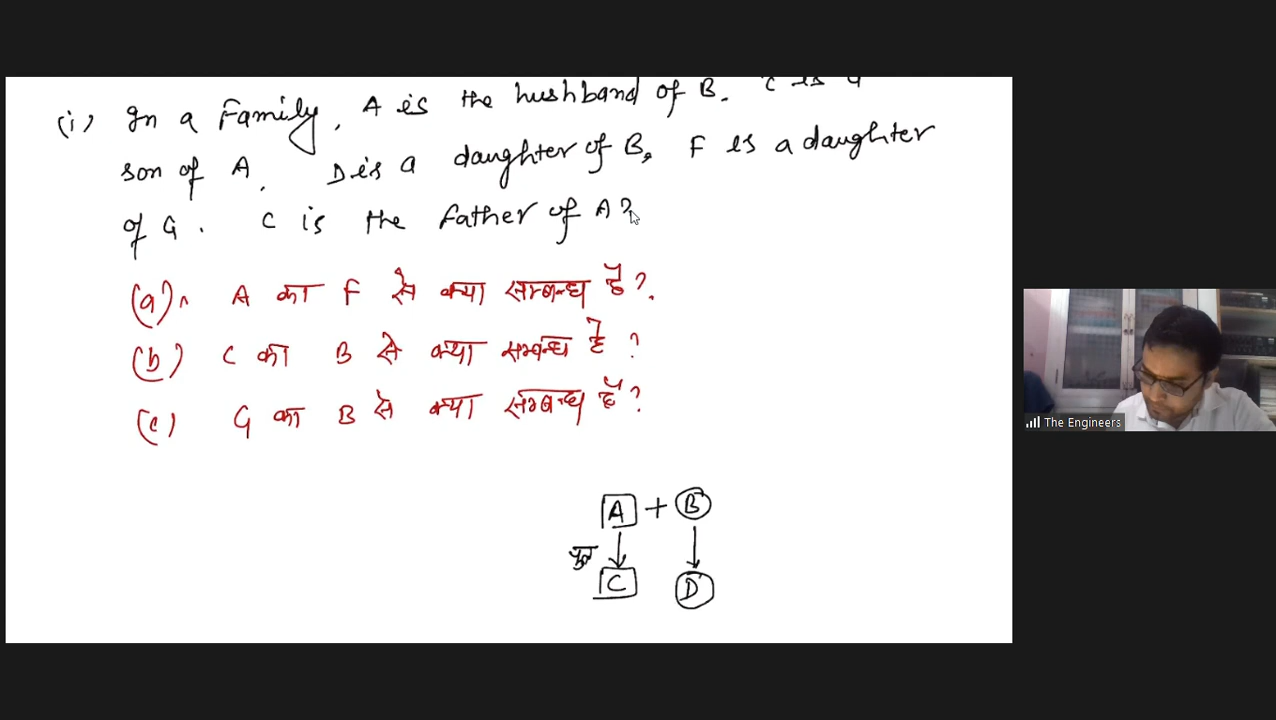 (i) In a Family, A is the hushband of B. C is a
son of A. D is a daughter of B, F is a daughter
of G. C is the father of A?
(a) A का F से क्या सम्बन्ध है?.
(b) C का B से क्या सम्बन्ध है ?
(c) G का B से क्या सम्बन्ध है?
A + B
पुत्र
C D
The Engineers